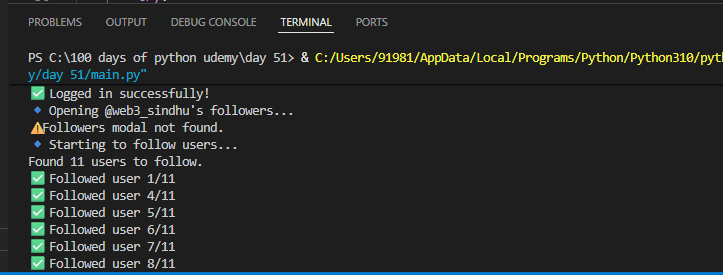 PROBLEMS OUTPUT DEBUG CONSOLE TERMINAL PORTS
PS C:\100 days of python udemy\day 51> & C:/Users/91981/AppData/Local/Programs/Python/Python310/pyt
y/day 51/main.py"
✅ Logged in successfully!
🔹 Opening @web3_sindhu's followers...
⚠️Followers modal not found.
🔹 Starting to follow users...
Found 11 users to follow.
✅ Followed user 1/11
✅ Followed user 4/11
✅ Followed user 5/11
✅ Followed user 6/11
✅ Followed user 7/11
✅ Followed user 8/11